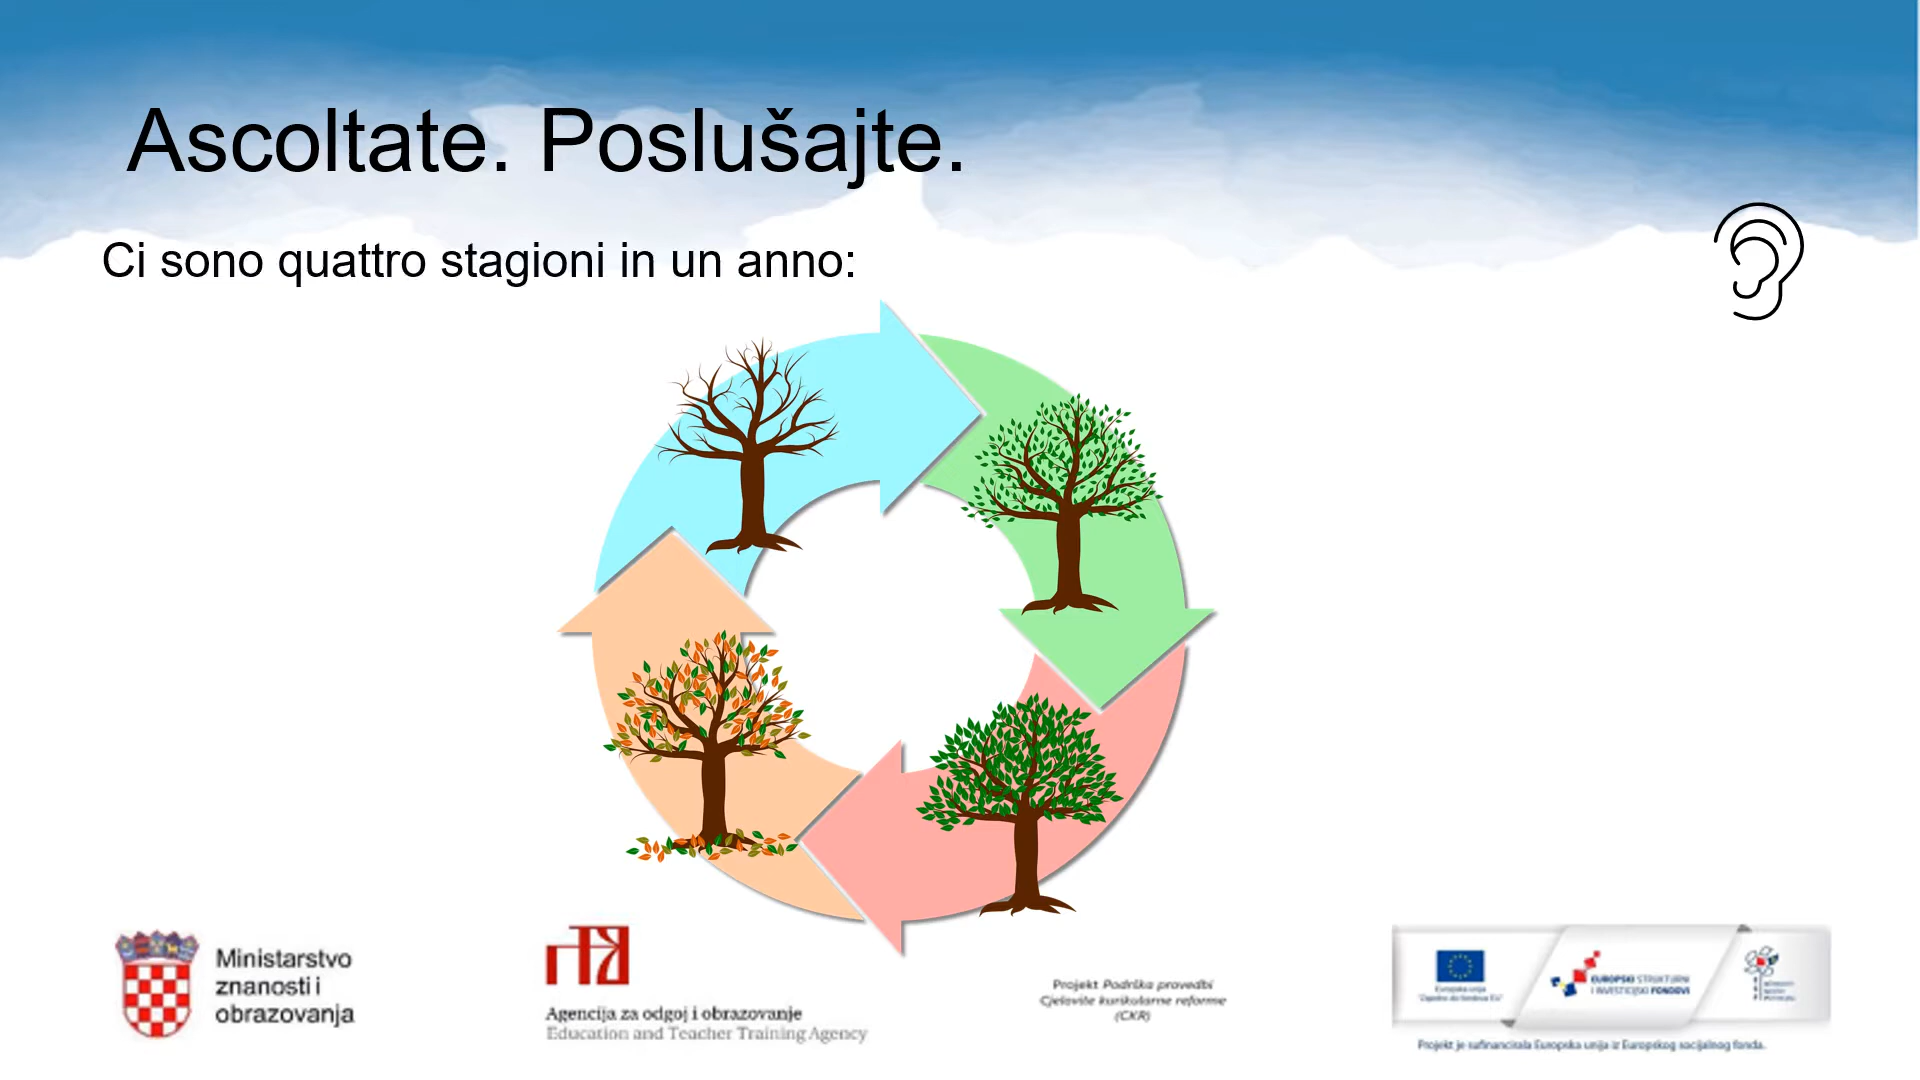 Ascoltate. Poslušajte.
Ci sono quattro stagioni in un anno:
Ministarstvo
znanosti i
obrazovanja
Agencija za odgoj i obrazovanje
Education and Teacher Training Agency
Projekt Podrška provedbi
Cjelovite kurikularne reforme
(CKR)
Europska unija
EUROPSKI STRUKTURNI
I INVESTICIJSKI FONDOVI
Projekt je sufinancirala Europska unija iz Europskog socijalnog fonda.